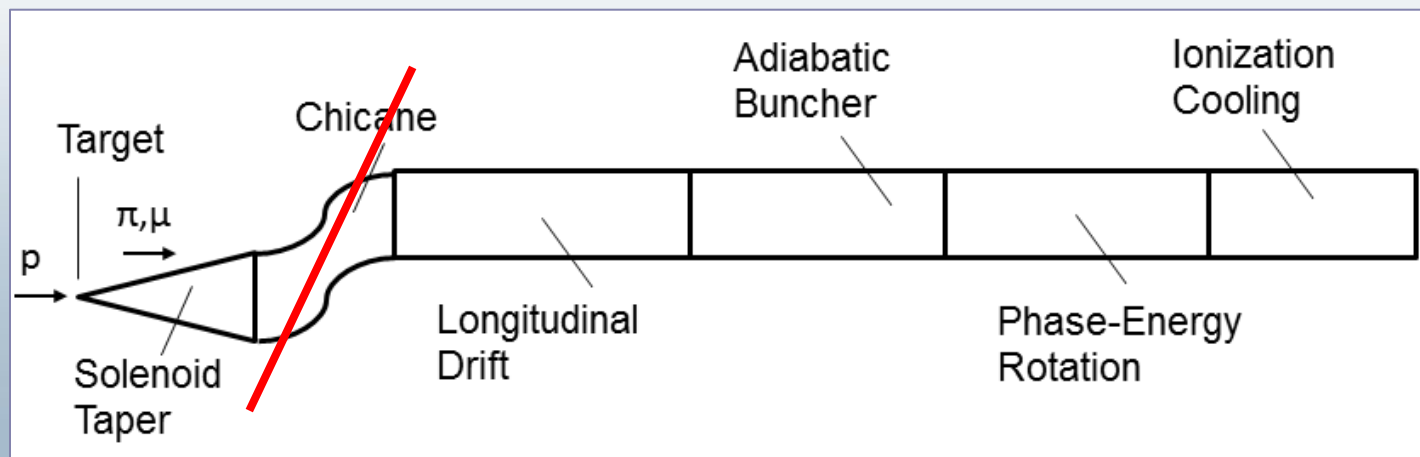 Target
Chicane
Adiabatic
Buncher
Ionization
Cooling
p
π,μ
Solenoid
Taper
Longitudinal
Drift
Phase-Energy
Rotation